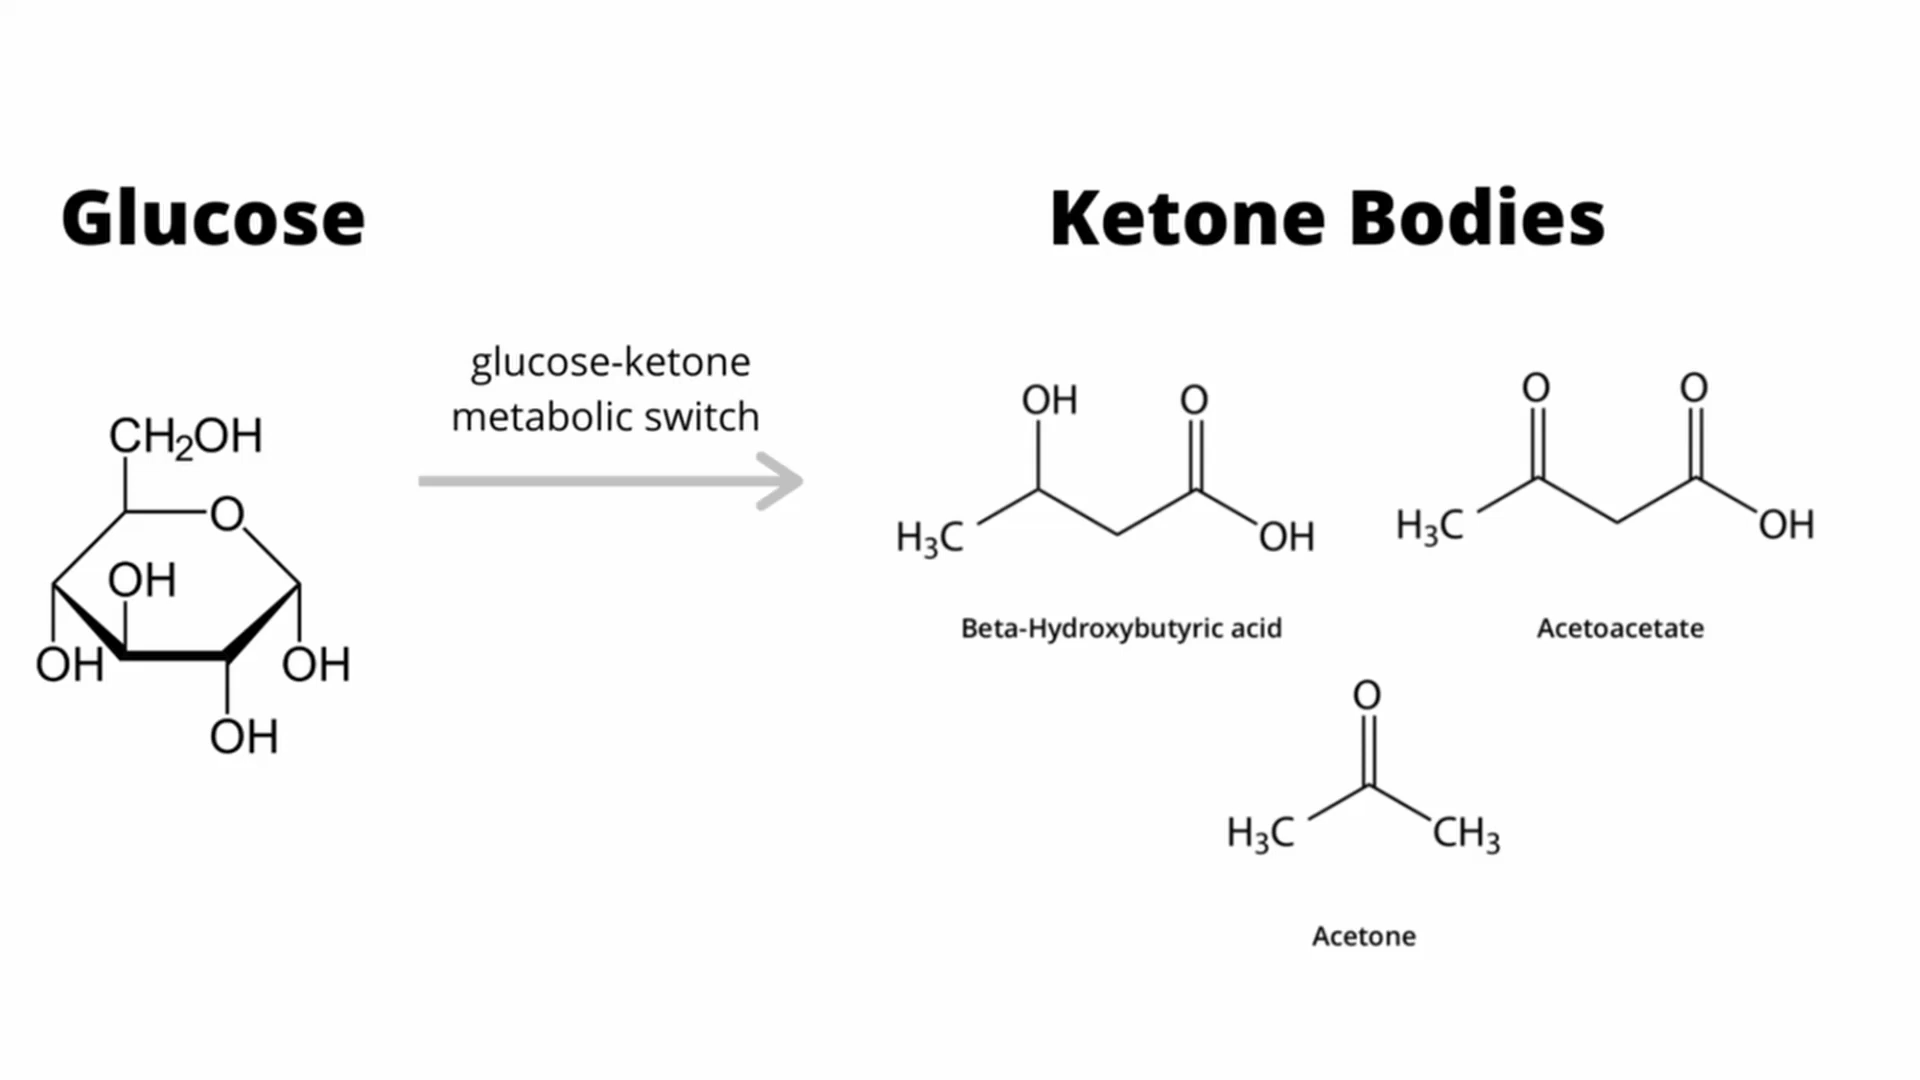 Glucose
Ketone Bodies
glucose-ketone
metabolic switch
CH2OH
O
OH
OH
OH
OH
OH
O
H3C
OH
Beta-Hydroxybutyric acid
O
O
H3C
OH
Acetoacetate
O
H3C
CH3
Acetone